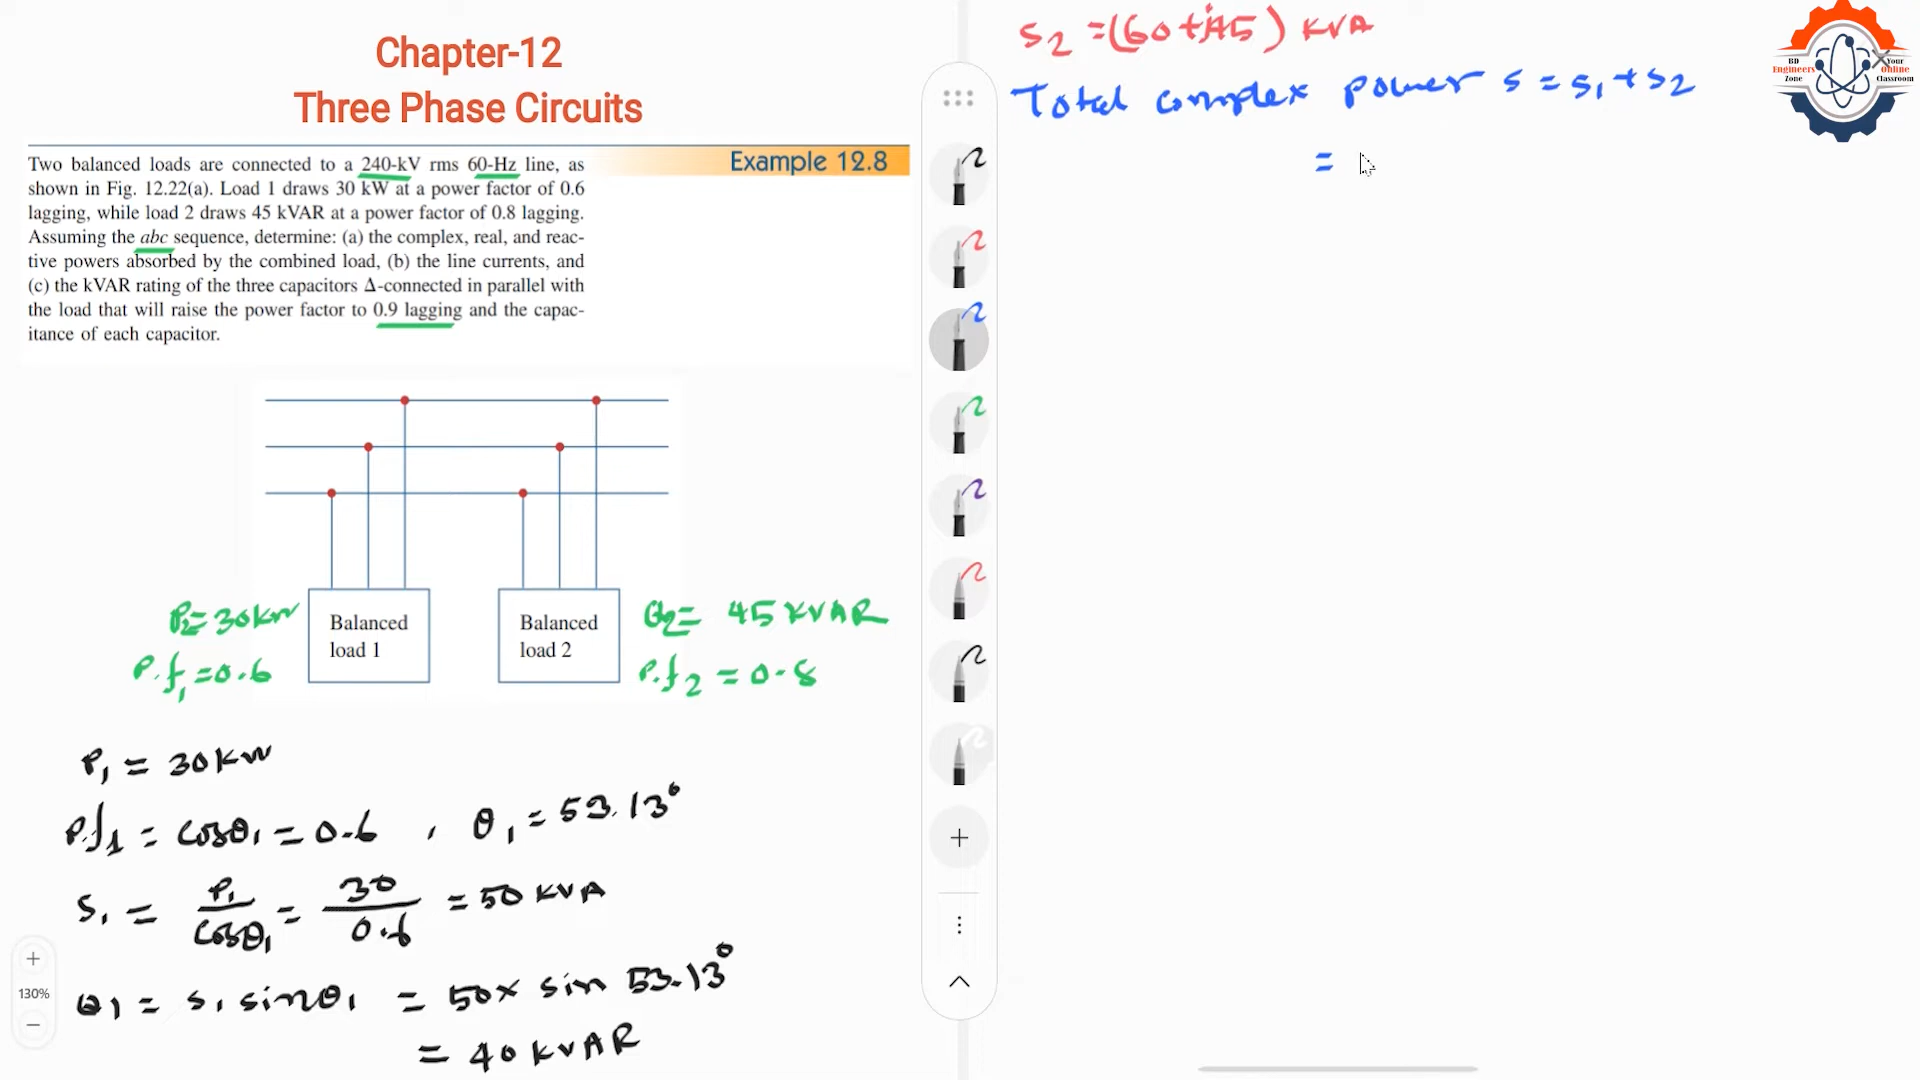 Chapter-12
Three Phase Circuits
Example 12.8
Two balanced loads are connected to a 240-kV rms 60-Hz line, as
shown in Fig. 12.22(a). Load 1 draws 30 kW at a power factor of 0.6
lagging, while load 2 draws 45 kVAR at a power factor of 0.8 lagging.
Assuming the abc sequence, determine: (a) the complex, real, and reac-
tive powers absorbed by the combined load, (b) the line currents, and
(c) the kVAR rating of the three capacitors Δ-connected in parallel with
the load that will raise the power factor to 0.9 lagging and the capac-
itance of each capacitor.
P2=30kW
P.f1=0.6
Balanced
load 1
Balanced
load 2
Q2= 45 KVAR
P.f2 = 0.8
P1 = 30KW
P.f1 = cosθ1 = 0.6 , θ1 = 53.13°
S1 = P1/cosθ1 = 30/0.6 = 50 KVA
Q1 = S1 sinθ1 = 50× sin 53.13°
= 40 KVAR
130%
S2 =(60+j45) KVA
Total complex power S = S1+S2
=
BD
Engineers
Zone
Your
Online
Classroom